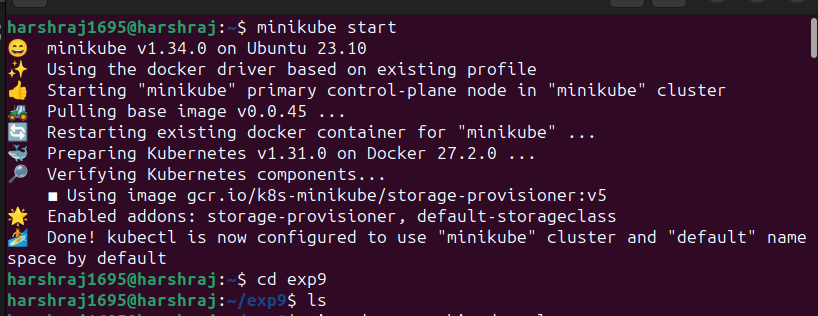 harshraj1695@harshraj:~$ minikube start
😄  minikube v1.34.0 on Ubuntu 23.10
✨  Using the docker driver based on existing profile
👍  Starting "minikube" primary control-plane node in "minikube" cluster
🚜  Pulling base image v0.0.45 ...
🔄  Restarting existing docker container for "minikube" ...
🐳  Preparing Kubernetes v1.31.0 on Docker 27.2.0 ...
🔎  Verifying Kubernetes components...
    ▪ Using image gcr.io/k8s-minikube/storage-provisioner:v5
🌟  Enabled addons: storage-provisioner, default-storageclass
🏄  Done! kubectl is now configured to use "minikube" cluster and "default" name
space by default
harshraj1695@harshraj:~$ cd exp9
harshraj1695@harshraj:~/exp9$ ls